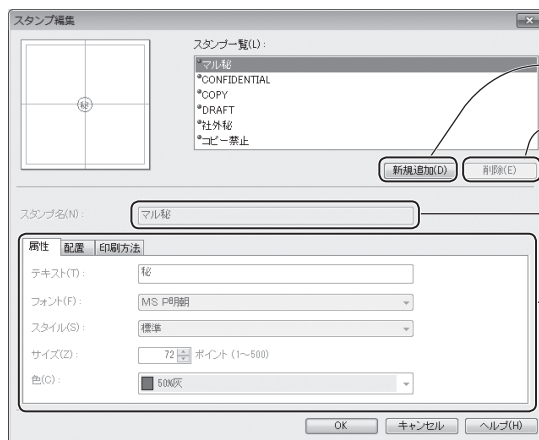 スタンプ編集
スタンプ一覧(L):
マル秘
CONFIDENTIAL
COPY
DRAFT
社外秘
コピー禁止
秘
新規追加(D) 削除(E)
スタンプ名(N): マル秘
属性 配置 印刷方法
テキスト(T): 秘
フォント(F): MS P明朝
スタイル(S): 標準
サイズ(Z): 72 ポイント (1〜500)
色(C): 50%灰
OK キャンセル ヘルプ(H)